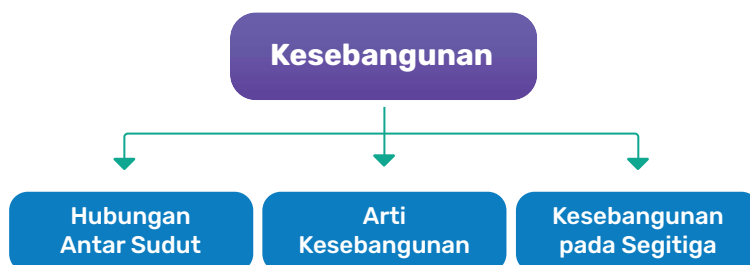 Kesebangunan
Hubungan
Antar Sudut
Arti
Kesebangunan
Kesebangunan
pada Segitiga